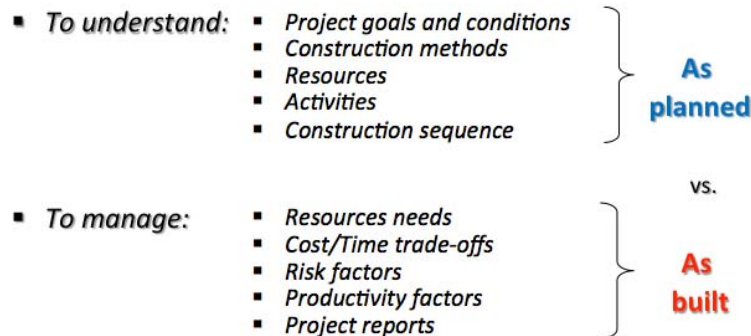 ▪ To understand: ▪ Project goals and conditions
▪ Construction methods
▪ Resources
▪ Activities
▪ Construction sequence
As
planned
vs.
▪ To manage: ▪ Resources needs
▪ Cost/Time trade-offs
▪ Risk factors
▪ Productivity factors
▪ Project reports
As
built